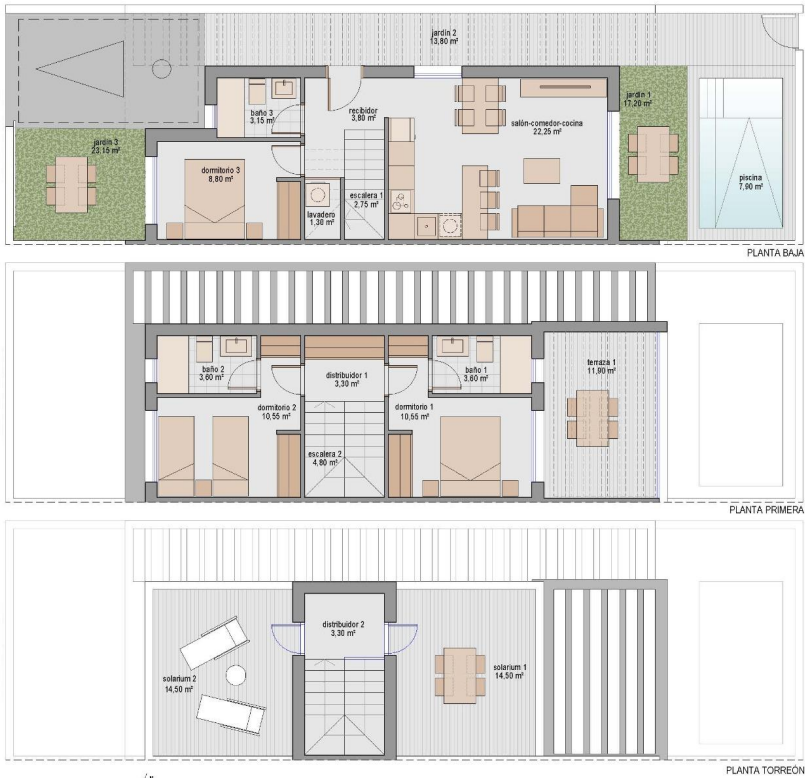 jardín 2
13,80 m²
baño 3
3,15 m²
recibidor
3,80 m²
jardín 1
17,20 m²
salón-comedor-cocina
22,25 m²
jardín 3
23,15 m²
dormitorio 3
8,80 m²
piscina
7,90 m²
lavadero
1,30 m²
escalera 1
2,75 m²
PLANTA BAJA
baño 2
3,60 m²
distribuidor 1
3,30 m²
baño 1
3,60 m²
terraza 1
11,90 m²
dormitorio 2
10,55 m²
dormitorio 1
10,55 m²
escalera 2
4,80 m²
PLANTA PRIMERA
distribuidor 2
3,30 m²
solarium 2
14,50 m²
solarium 1
14,50 m²
PLANTA TORREÓN